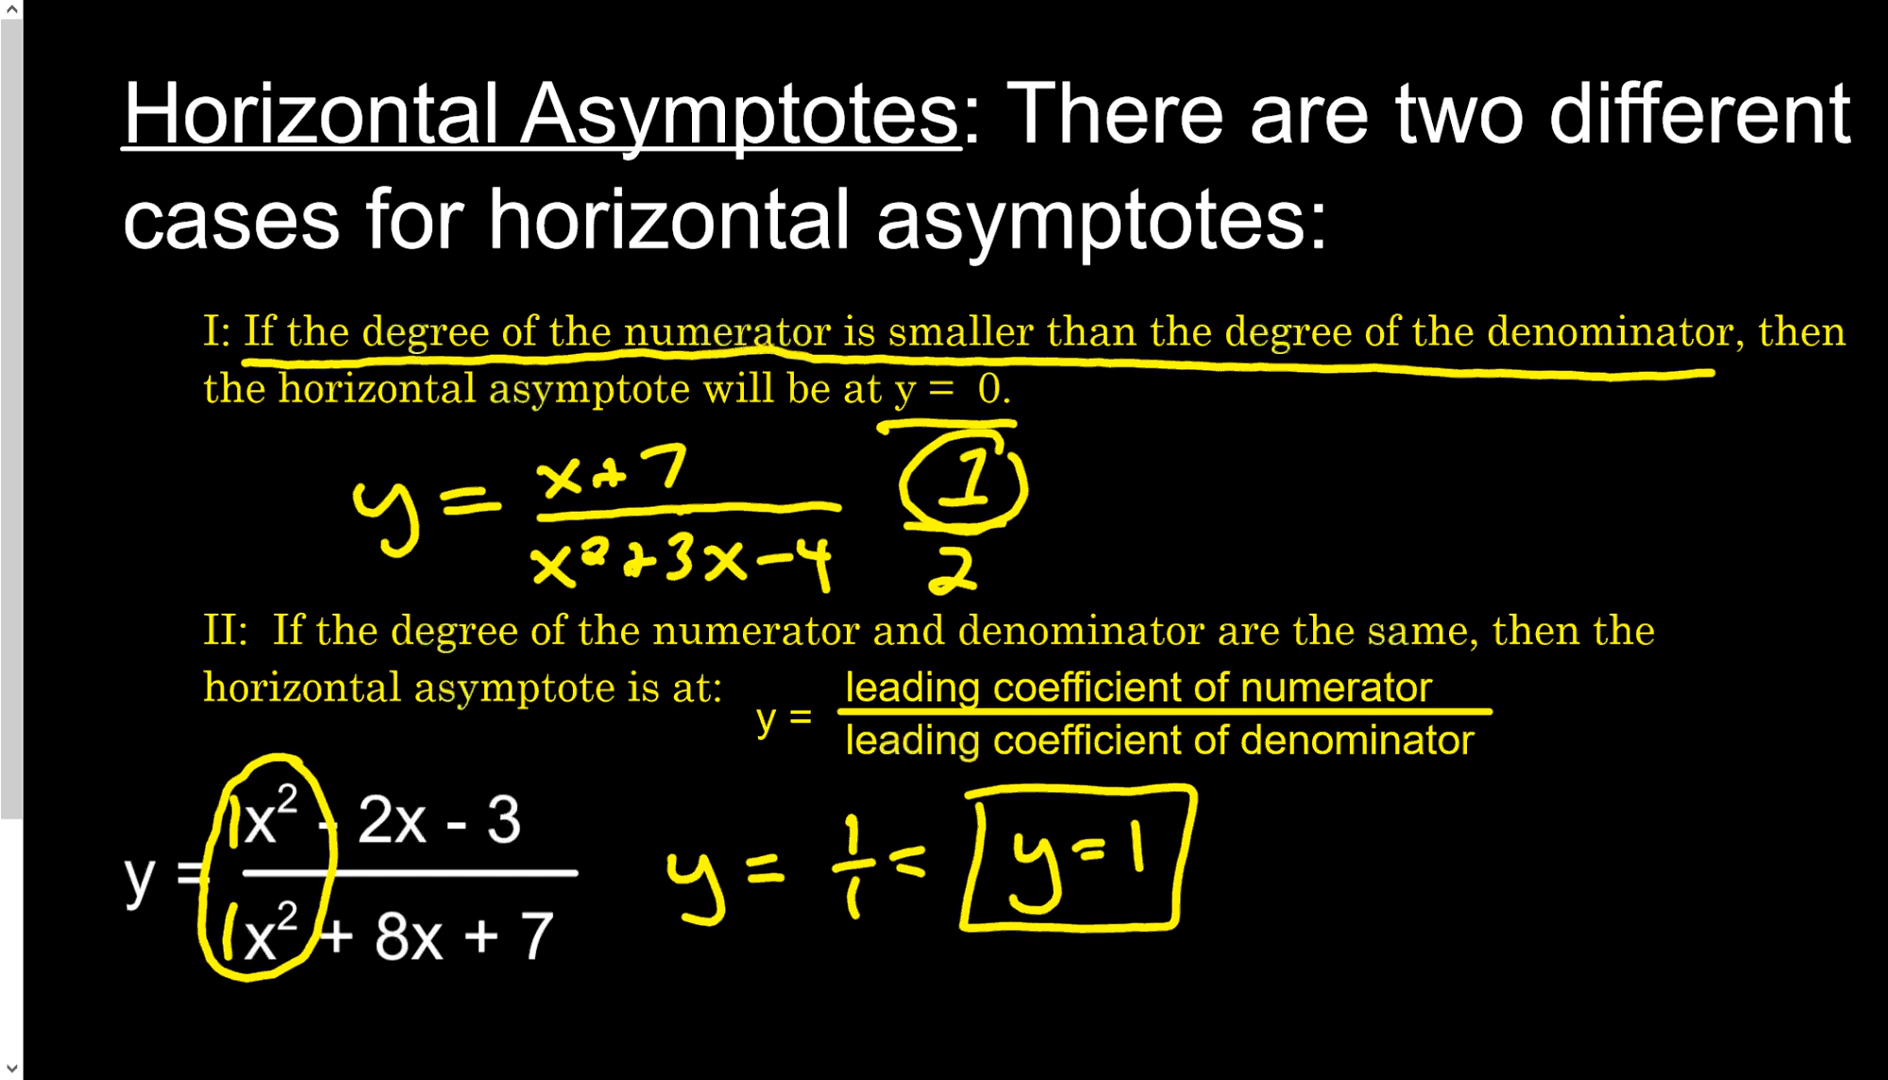 Horizontal Asymptotes: There are two different
cases for horizontal asymptotes:
I: If the degree of the numerator is smaller than the degree of the denominator, then
the horizontal asymptote will be at y = 0.
y = x+7
x²+3x-4
1
2
II: If the degree of the numerator and denominator are the same, then the
horizontal asymptote is at:
y =
leading coefficient of numerator
leading coefficient of denominator
y =
1x² - 2x - 3
1x² + 8x + 7
y = 1/1 = y=1